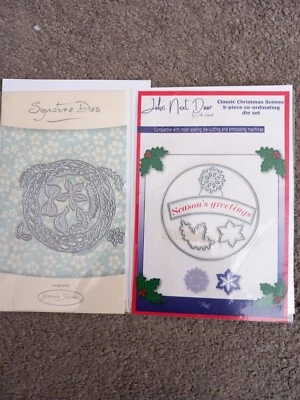 Signature Dies
John Next Door
Classic Christmas Scenes
5-piece co-ordinating
die set
Compatible with most leading die-cutting and embossing machines
Season's greetings